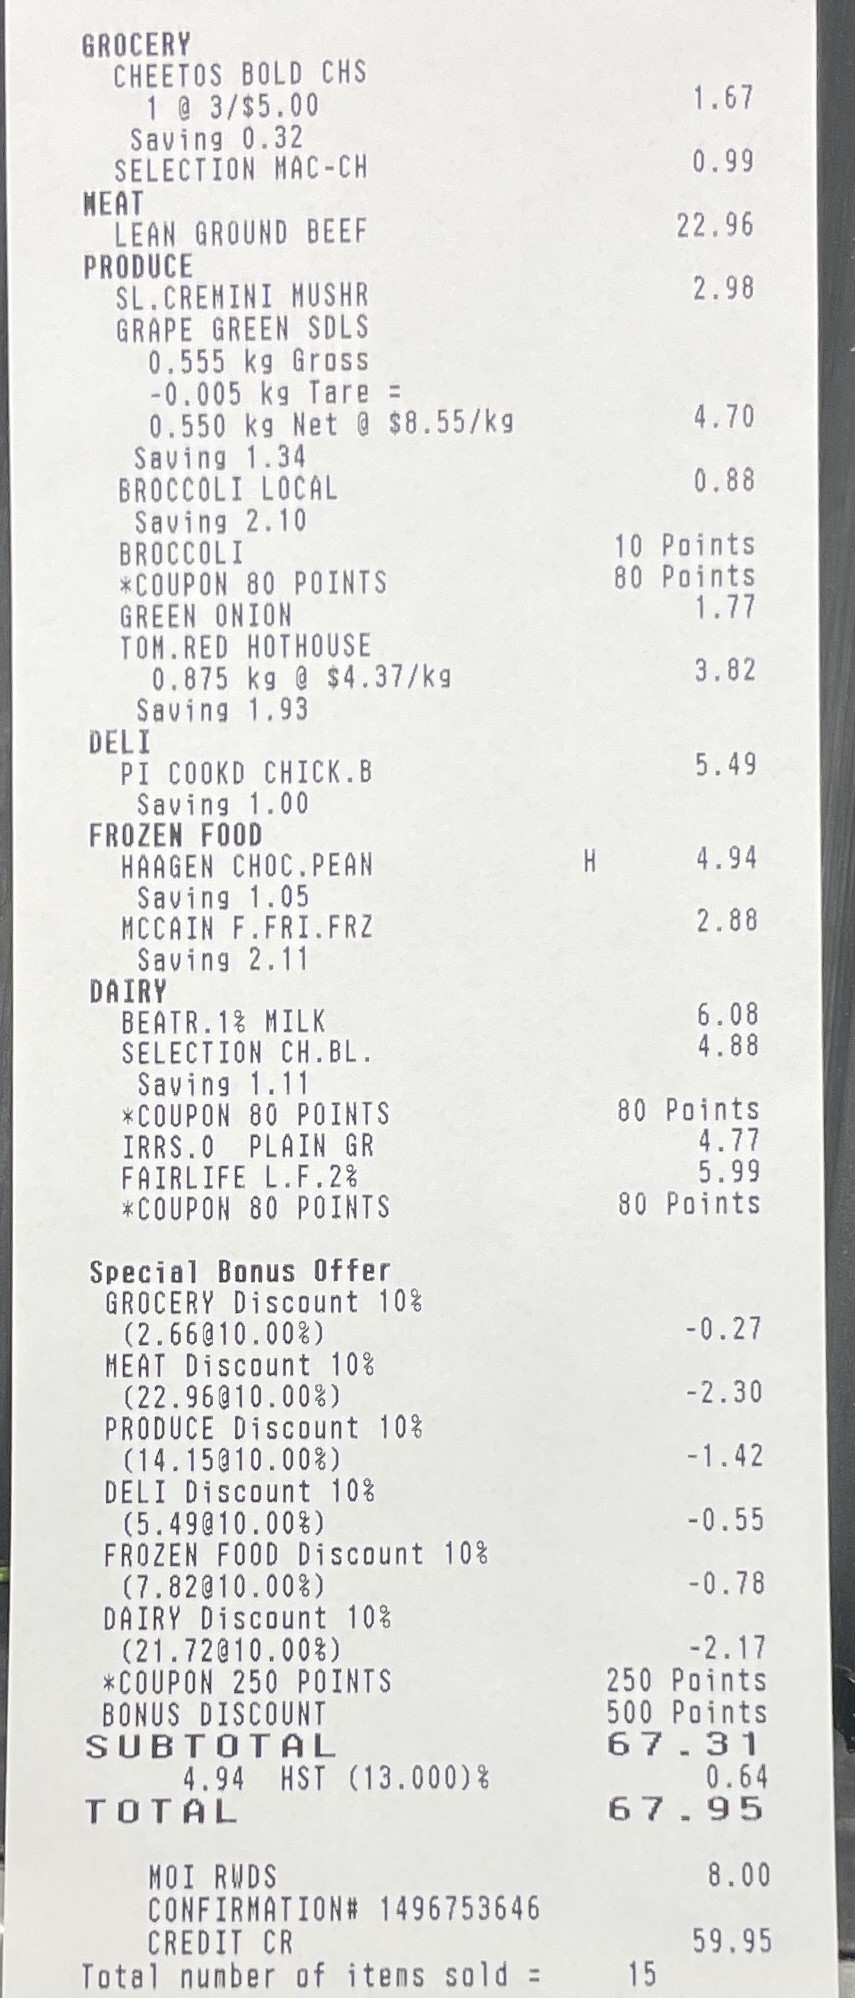 GROCERY
CHEETOS BOLD CHS
1 @ 3/$5.00 1.67
Saving 0.32
SELECTION MAC-CH 0.99
MEAT
LEAN GROUND BEEF 22.96
PRODUCE
SL.CREMINI MUSHR 2.98
GRAPE GREEN SDLS
0.555 kg Gross
-0.005 kg Tare =
0.550 kg Net @ $8.55/kg 4.70
Saving 1.34
BROCCOLI LOCAL 0.88
Saving 2.10
BROCCOLI 10 Points
*COUPON 80 POINTS 80 Points
GREEN ONION 1.77
TOM.RED HOTHOUSE
0.875 kg @ $4.37/kg 3.82
Saving 1.93
DELI
PI COOKD CHICK.B 5.49
Saving 1.00
FROZEN FOOD
HAAGEN CHOC.PEAN H 4.94
Saving 1.05
MCCAIN F.FRI.FRZ 2.88
Saving 2.11
DAIRY
BEATR.1% MILK 6.08
SELECTION CH.BL. 4.88
Saving 1.11
*COUPON 80 POINTS 80 Points
IRRS.O PLAIN GR 4.77
FAIRLIFE L.F.2% 5.99
*COUPON 80 POINTS 80 Points
Special Bonus Offer
GROCERY Discount 10%
(2.66@10.00%) -0.27
MEAT Discount 10%
(22.96@10.00%) -2.30
PRODUCE Discount 10%
(14.15@10.00%) -1.42
DELI Discount 10%
(5.49@10.00%) -0.55
FROZEN FOOD Discount 10%
(7.82@10.00%) -0.78
DAIRY Discount 10%
(21.72@10.00%) -2.17
*COUPON 250 POINTS 250 Points
BONUS DISCOUNT 500 Points
SUBTOTAL 67.31
4.94 HST (13.000)% 0.64
TOTAL 67.95
MOI RWDS 8.00
CONFIRMATION# 1496753646
CREDIT CR 59.95
Total number of items sold = 15